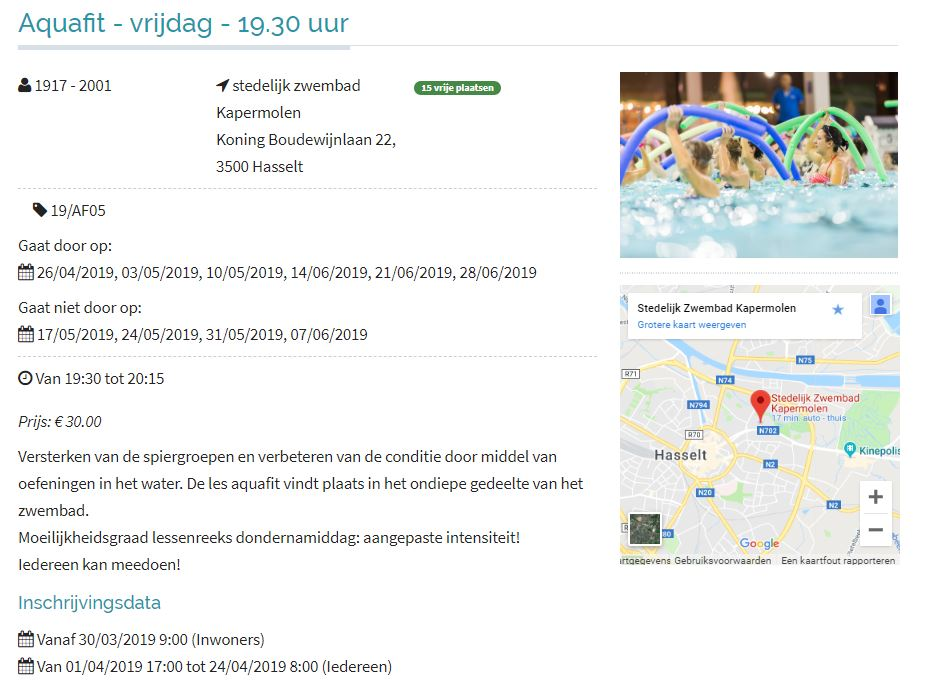 Aquafit - vrijdag - 19.30 uur
1917 - 2001
stedelijk zwembad
Kapermolen
Koning Boudewijnlaan 22,
3500 Hasselt
15 vrije plaatsen
19/AF05
Gaat door op:
26/04/2019, 03/05/2019, 10/05/2019, 14/06/2019, 21/06/2019, 28/06/2019
Gaat niet door op:
17/05/2019, 24/05/2019, 31/05/2019, 07/06/2019
Van 19:30 tot 20:15
Prijs: € 30.00
Versterken van de spiergroepen en verbeteren van de conditie door middel van
oefeningen in het water. De les aquafit vindt plaats in het ondiepe gedeelte van het
zwembad.
Moeilijkheidsgraad lessenreeks dondernamiddag: aangepaste intensiteit!
Iedereen kan meedoen!
Inschrijvingsdata
Vanaf 30/03/2019 9:00 (Inwoners)
Van 01/04/2019 17:00 tot 24/04/2019 8:00 (Iedereen)
Stedelijk Zwembad Kapermolen
Grotere kaart weergeven
N75
R71
N74
N794
Stedelijk Zwembad
Kapermolen
17 min. auto - thuis
N702
R70
Hasselt
Kinepolis
N2
N20
N2
80
Google
artgegevens Gebruiksvoorwaarden Een kaartfout rapporteren